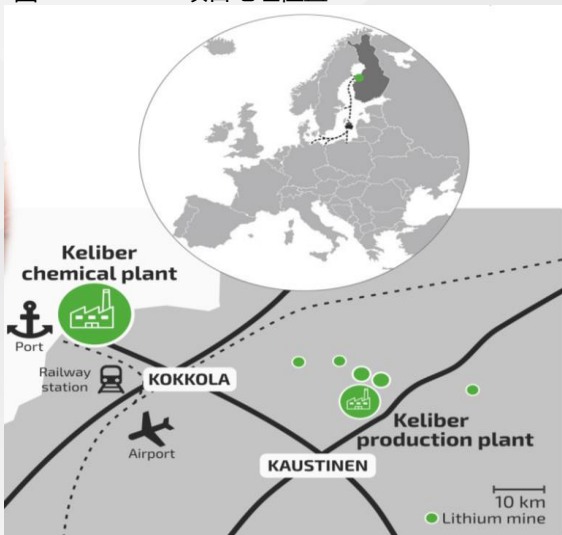 Keliber
chemical plant
Port
Railway
station
KOKKOLA
Airport
Keliber
production plant
KAUSTINEN
10 km
Lithium mine